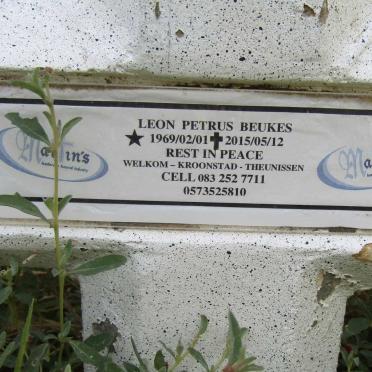 LEON PETRUS BEUKES
★ 1969/02/01 ✝ 2015/05/12
REST IN PEACE
WELKOM – KROONSTAD - THEUNISSEN
CELL 083 252 7711
0573525810
Martin's